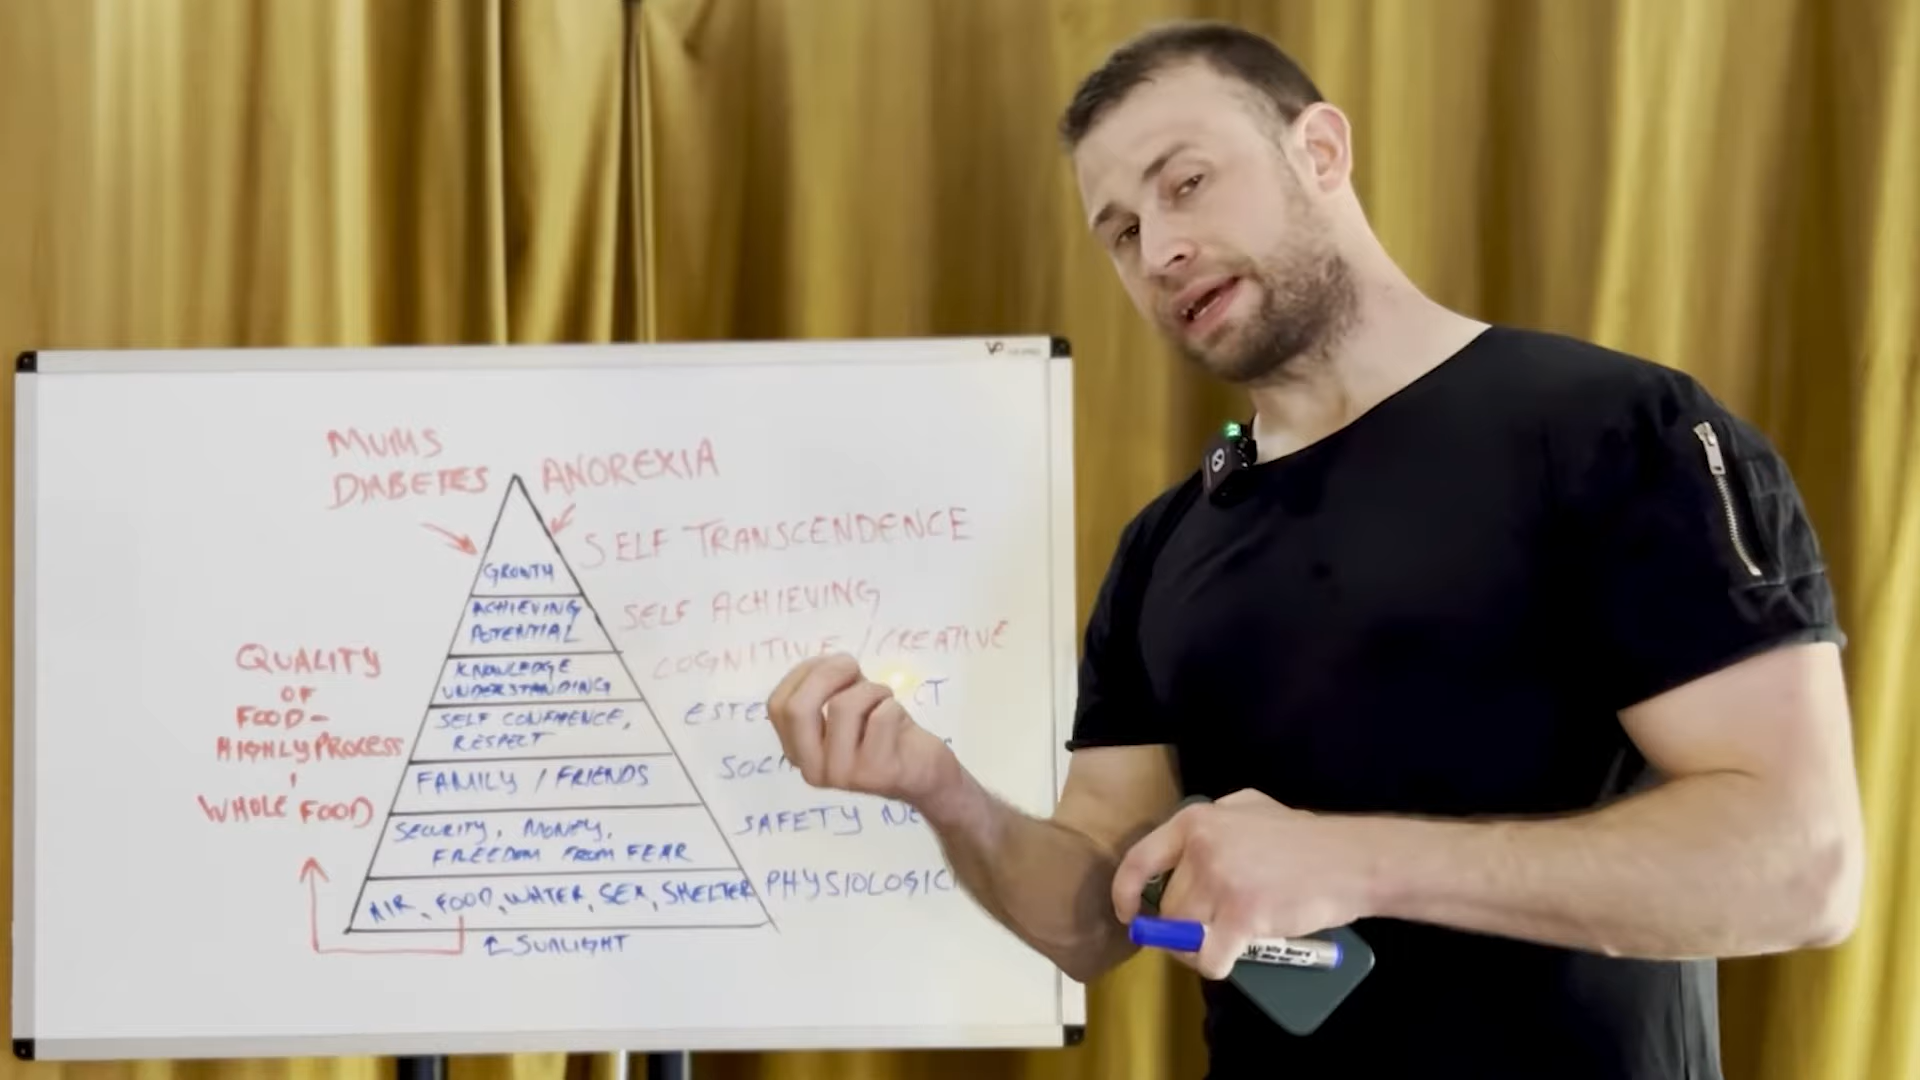 MUMS
DIABETES
ANOREXIA
SELF TRANSCENDENCE
GROWTH
SELF ACHIEVING
ACHIEVING
POTENTIAL
COGNITIVE / CREATIVE
KNOWLEDGE
UNDERSTANDING
QUALITY
OF
FOOD-
HIGHLY PROCESS
WHOLE FOOD
SELF CONFIDENCE,
RESPECT
FAMILY / FRIENDS
SAFETY
SECURITY, MONEY,
FREEDOM FROM FEAR
AIR, FOOD, WATER, SEX, SHELTER
SUNLIGHT